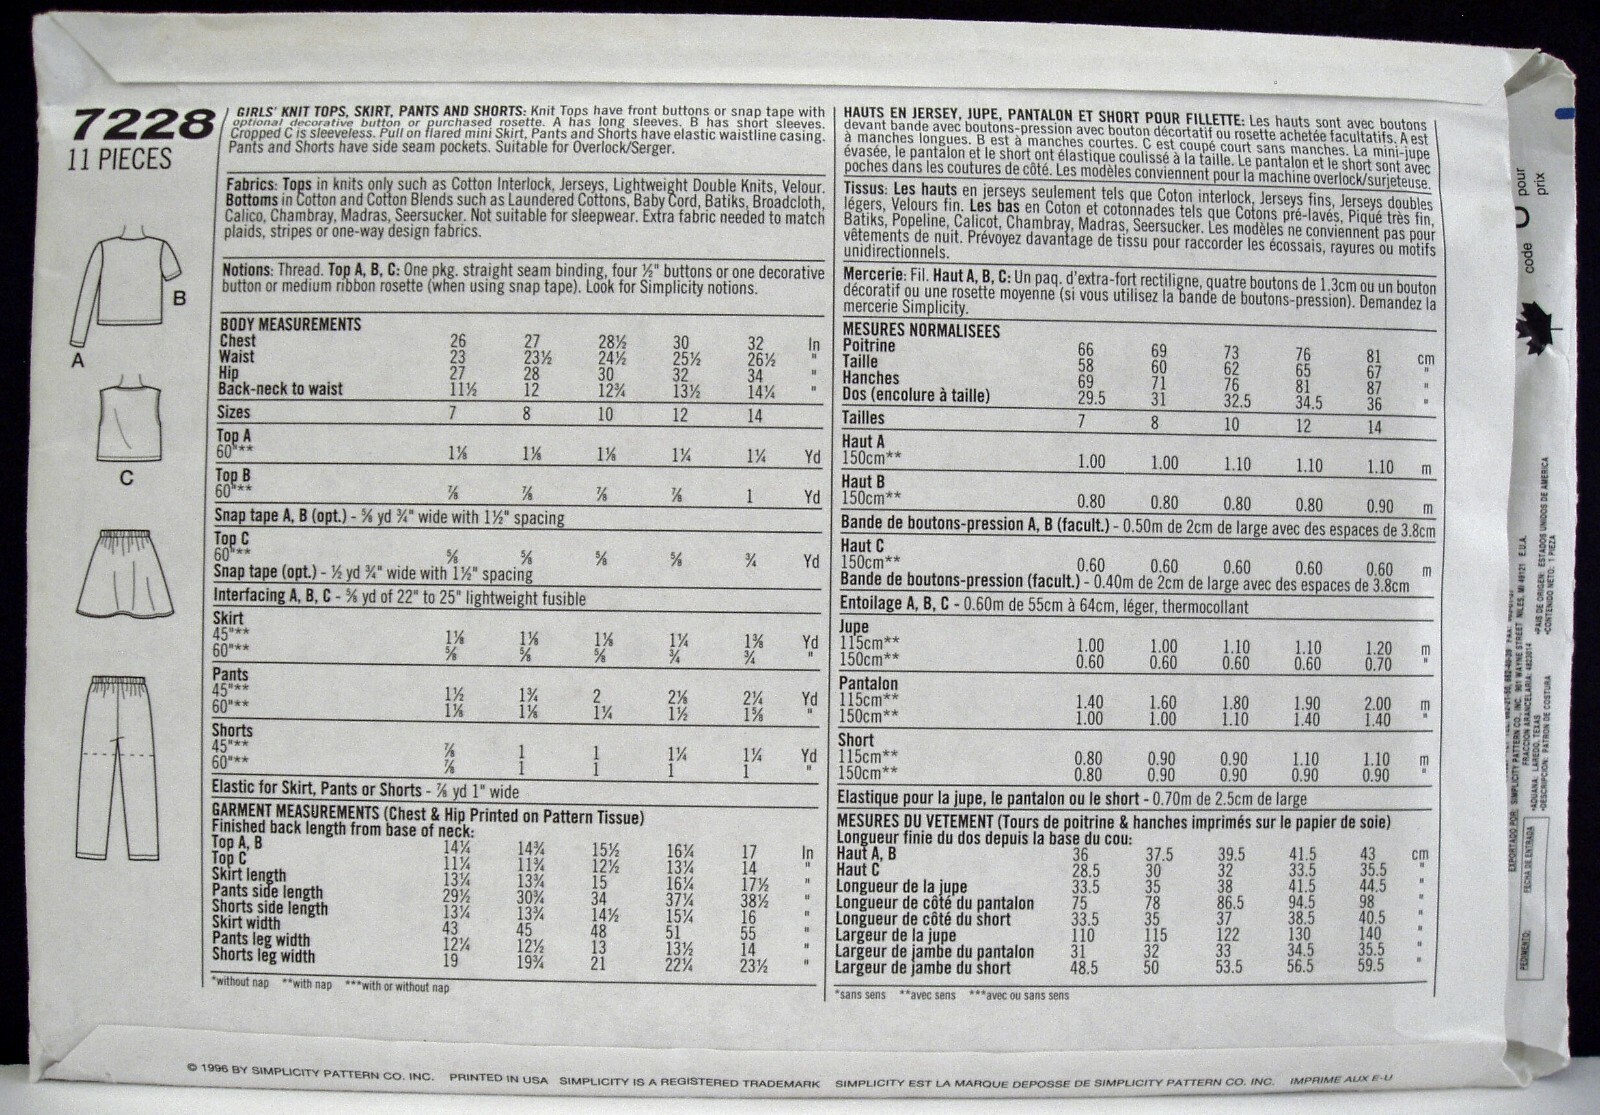 7228
11 PIECES
GIRLS' KNIT TOPS, SKIRT, PANTS AND SHORTS: Knit Tops have front buttons or snap tape with
optional decorative button or purchased rosette. A has long sleeves. B has short sleeves.
Cropped C is sleeveless. Pull on flared mini Skirt, Pants and Shorts have elastic waistline casing.
Pants and Shorts have side seam pockets. Suitable for Overlock/Serger.
Fabrics: Tops in knits only such as Cotton Interlock, Jerseys, Lightweight Double Knits, Velour.
Bottoms in Cotton and Cotton Blends such as Laundered Cottons, Baby Cord, Batiks, Broadcloth,
Calico, Chambray, Madras, Seersucker. Not suitable for sleepwear. Extra fabric needed to match
plaids, stripes or one-way design fabrics.
Notions: Thread. Top A, B, C: One pkg. straight seam binding, four ½" buttons or one decorative
button or medium ribbon rosette (when using snap tape). Look for Simplicity notions.
BODY MEASUREMENTS
Chest 26 27 28½ 30 32 In
Waist 23 23½ 24½ 25½ 26½ "
Hip 27 28 30 32 34 "
Back-neck to waist 11½ 12 12¾ 13½ 14¼ "
Sizes 7 8 10 12 14
Top A
60"** 1⅛ 1⅛ 1⅛ 1¼ 1¼ Yd
Top B
60"** ⅞ ⅞ ⅞ ⅞ 1 Yd
Snap tape A, B (opt.) - ⅝ yd ¾" wide with 1½" spacing
Top C
60"** ⅝ ⅝ ⅝ ⅝ ¾ Yd
Snap tape (opt.) - ½ yd ¾" wide with 1½" spacing
Interfacing A, B, C - ⅝ yd of 22" to 25" lightweight fusible
Skirt
45"** 1⅛ 1⅛ 1⅛ 1¼ 1⅜ Yd
60"** ⅝ ⅝ ⅝ ¾ ¾ "
Pants
45"** 1½ 1¾ 2 2⅛ 2¼ Yd
60"** 1⅛ 1⅛ 1¼ 1½ 1⅝ "
Shorts
45"** ⅞ 1 1 1¼ 1¼ Yd
60"** ⅞ 1 1 1 1 "
Elastic for Skirt, Pants or Shorts - ⅞ yd 1" wide
GARMENT MEASUREMENTS (Chest & Hip Printed on Pattern Tissue)
Finished back length from base of neck:
Top A, B 14¼ 14¾ 15½ 16¼ 17 In
Top C 11¼ 11¾ 12½ 13¼ 14 "
Skirt length 13¼ 13¾ 15 16¼ 17½ "
Pants side length 29½ 30¾ 34 37¼ 38½ "
Shorts side length 13¼ 13¾ 14½ 15¼ 16 "
Skirt width 43 45 48 51 55 "
Pants leg width 12¼ 12½ 13 13½ 14 "
Shorts leg width 19 19¾ 21 22¼ 23½ "
*without nap **with nap ***with or without nap
A
B
C
HAUTS EN JERSEY, JUPE, PANTALON ET SHORT POUR FILLETTE: Les hauts sont avec boutons
devant bande avec boutons-pression avec bouton décortatif ou rosette achetée facultatifs. A est
à manches longues. B est à manches courtes. C est coupé court sans manches. La mini-jupe
évasée, le pantalon et le short ont élastique coulissé à la taille. Le pantalon et le short sont avec
poches dans les coutures de côté. Les modèles conviennent pour la machine overlock/surjeteuse.
Tissus: Les hauts en jerseys seulement tels que Coton interlock, Jerseys fins, Jerseys doubles
légers, Velours fin. Les bas en Coton et cotonnades tels que Cotons pré-lavés, Piqué très fin,
Batiks, Popeline, Calicot, Chambray, Madras, Seersucker. Les modèles ne conviennent pas pour
vêtements de nuit. Prévoyez davantage de tissu pour raccorder les écossais, rayures ou motifs
unidirectionnels.
Mercerie: Fil. Haut A, B, C: Un paq. d'extra-fort rectiligne, quatre boutons de 1.3cm ou un bouton
décoratif ou une rosette moyenne (si vous utilisez la bande de boutons-pression). Demandez la
mercerie Simplicity.
MESURES NORMALISEES
Poitrine 66 69 73 76 81 cm
Taille 58 60 62 65 67 "
Hanches 69 71 76 81 87 "
Dos (encolure à taille) 29.5 31 32.5 34.5 36 "
Tailles 7 8 10 12 14
Haut A
150cm** 1.00 1.00 1.10 1.10 1.10 m
Haut B
150cm** 0.80 0.80 0.80 0.80 0.90 m
Bande de boutons-pression A, B (facult.) - 0.50m de 2cm de large avec des espaces de 3.8cm
Haut C
150cm** 0.60 0.60 0.60 0.60 0.60 m
Bande de boutons-pression (facult.) - 0.40m de 2cm de large avec des espaces de 3.8cm
Entoilage A, B, C - 0.60m de 55cm à 64cm, léger, thermocollant
Jupe
115cm** 1.00 1.00 1.10 1.10 1.20 m
150cm** 0.60 0.60 0.60 0.60 0.70 "
Pantalon
115cm** 1.40 1.60 1.80 1.90 2.00 m
150cm** 1.00 1.00 1.10 1.40 1.40 "
Short
115cm** 0.80 0.90 0.90 1.10 1.10 m
150cm** 0.80 0.90 0.90 0.90 0.90 "
Elastique pour la jupe, le pantalon ou le short - 0.70m de 2.5cm de large
MESURES DU VETEMENT (Tours de poitrine & hanches imprimés sur le papier de soie)
Longueur finie du dos depuis la base du cou:
Haut A, B 36 37.5 39.5 41.5 43 cm
Haut C 28.5 30 32 33.5 35.5 "
Longueur de la jupe 33.5 35 38 41.5 44.5 "
Longueur de côté du pantalon 75 78 86.5 94.5 98 "
Longueur de côté du short 33.5 35 37 38.5 40.5 "
Largeur de la jupe 110 115 122 130 140 "
Largeur de jambe du pantalon 31 32 33 34.5 35.5 "
Largeur de jambe du short 48.5 50 53.5 56.5 59.5 "
*sans sens **avec sens ***avec ou sans sens
code pour
prix
EXPORTADO POR: SIMPLICITY PATTERN CO., INC. 901 WAYNE STREET NILES, MI 49121 E.U.A.
•ADUANA: LAREDO, TEXAS
•PAIS DE ORIGEN: ESTADOS UNIDOS DE AMERICA
•DESCRIPCION: PATRON DE COSTURA
•CONTENIDO NETO: 1 PIEZA
PEDIMENTO:
FECHA DE ENTRADA
© 1996 BY SIMPLICITY PATTERN CO. INC. PRINTED IN USA SIMPLICITY IS A REGISTERED TRADEMARK SIMPLICITY EST LA MARQUE DEPOSSE DE SIMPLICITY PATTERN CO. INC. IMPRIME AUX E-U